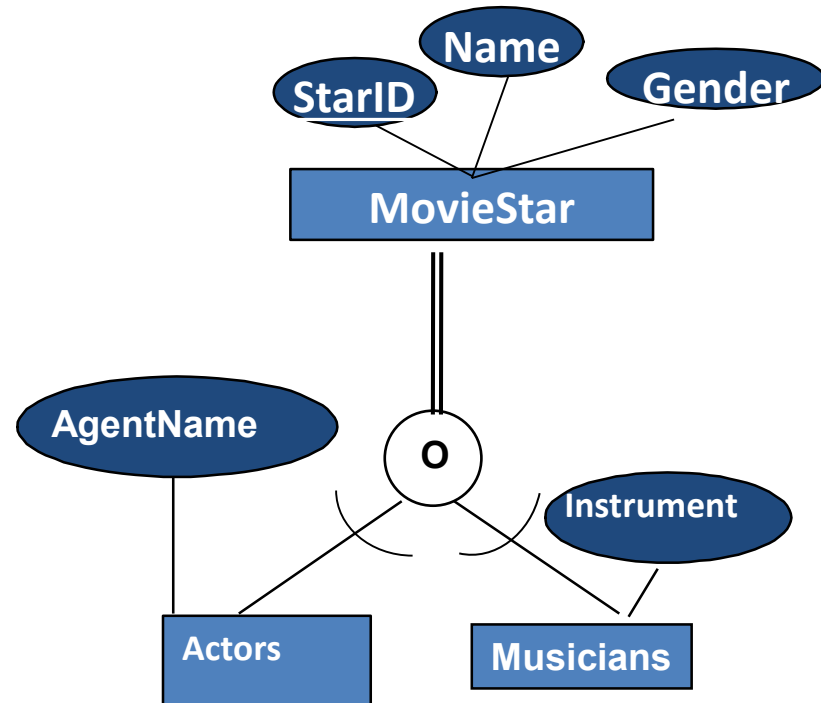 Name
StarID
Gender
MovieStar
AgentName
O
Instrument
Actors
Musicians